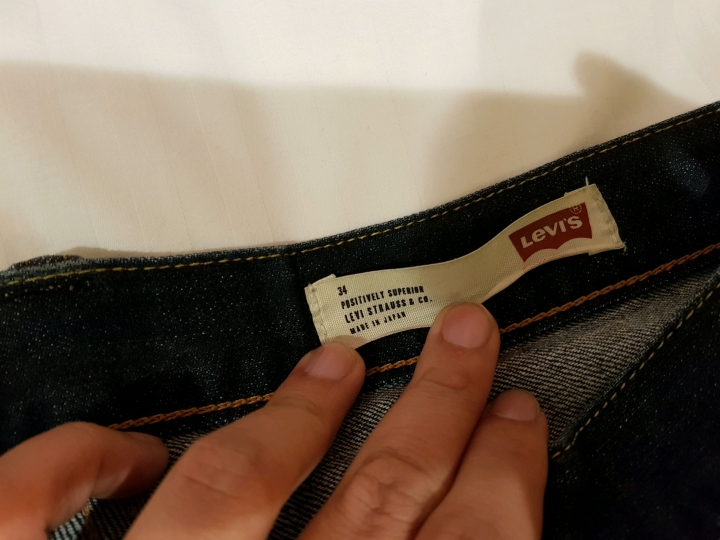 34
POSITIVELY SUPERIOR
LEVI STRAUSS & CO.
MADE IN JAPAN
LEVI'S®